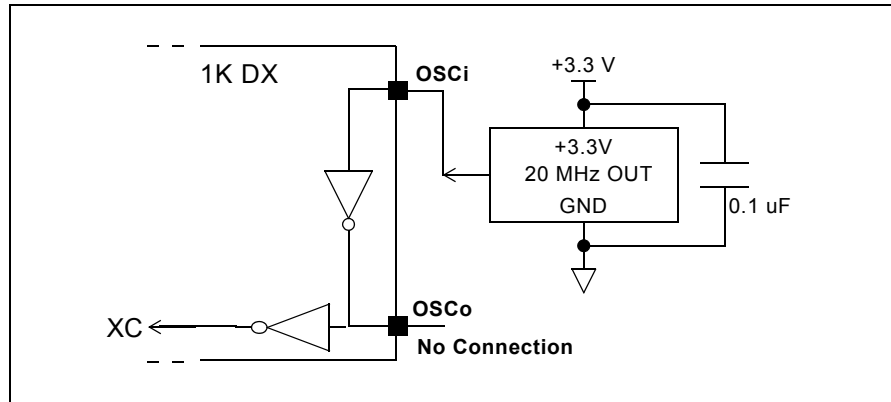 1K DX
OSCi
+3.3 V
+3.3V
20 MHz OUT
GND
0.1 uF
OSCo
XC
No Connection